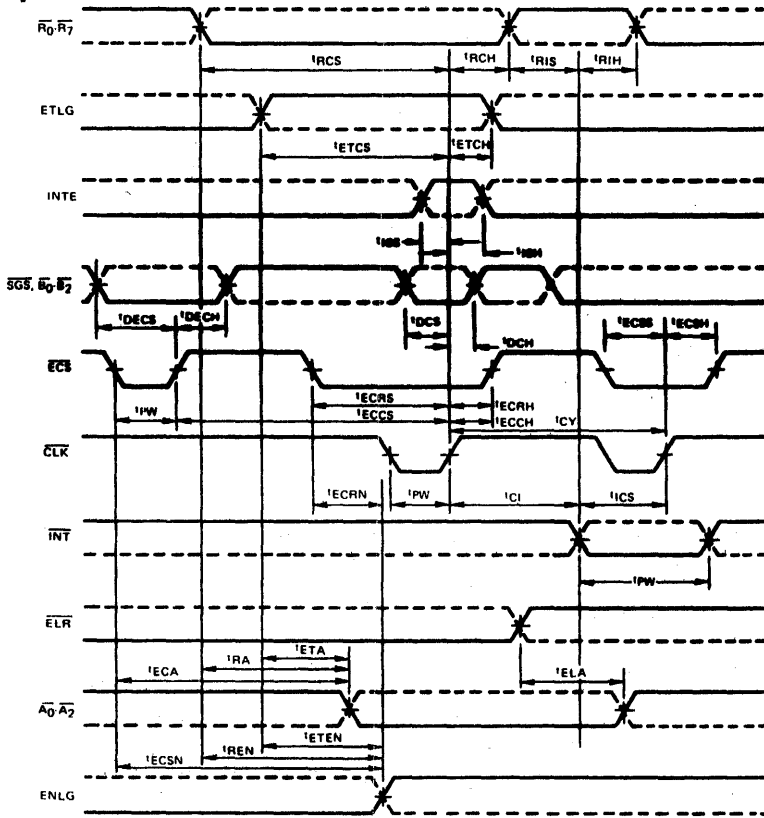 R0-R7
tRCS tRCH tRIS tRIH
ETLG
tETCS tETCH
INTE
tISS tISH
SGS, B0-B2
tDECS tDECH tDCS tDCH tECSS tECSH
ECS
tECRS tECRH
tPW tECCS tECCH tCY
CLK
tECRN tPW tCI tICS
INT
tPW
ELR
tETA
tRA
tECA tELA
A0-A2
tETEN
tREN
tECSN
ENLG